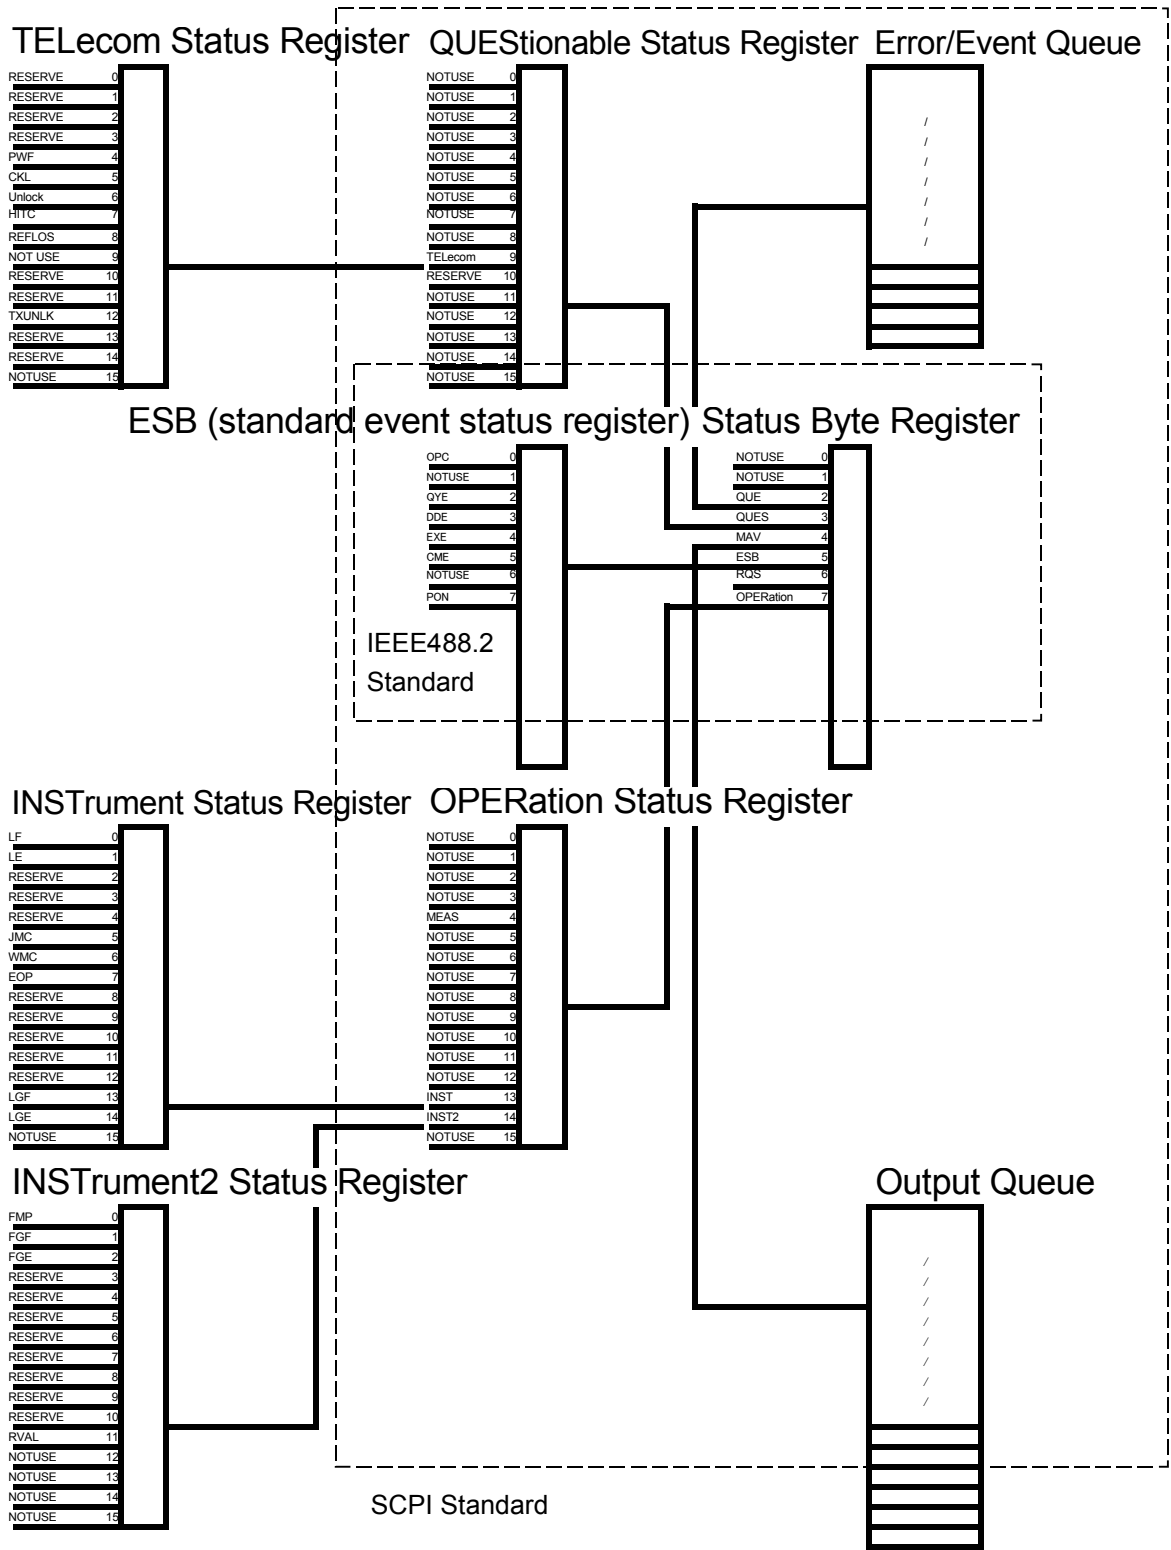 TELecom Status Register
RESERVE 0
RESERVE 1
RESERVE 2
RESERVE 3
PWF 4
CKL 5
Unlock 6
HITC 7
REFLOS 8
NOT USE 9
RESERVE 10
RESERVE 11
TXUNLK 12
RESERVE 13
RESERVE 14
NOTUSE 15
QUEStionable Status Register
NOTUSE 0
NOTUSE 1
NOTUSE 2
NOTUSE 3
NOTUSE 4
NOTUSE 5
NOTUSE 6
NOTUSE 7
NOTUSE 8
TELecom 9
RESERVE 10
NOTUSE 11
NOTUSE 12
NOTUSE 13
NOTUSE 14
NOTUSE 15
Error/Event Queue
/
/
/
/
/
/
/
ESB (standard event status register)
OPC 0
NOTUSE 1
QYE 2
DDE 3
EXE 4
CME 5
NOTUSE 6
PON 7
Status Byte Register
NOTUSE 0
NOTUSE 1
QUE 2
QUES 3
MAV 4
ESB 5
RQS 6
OPERation 7
IEEE488.2
Standard
INSTrument Status Register
LF 0
LE 1
RESERVE 2
RESERVE 3
RESERVE 4
JMC 5
WMC 6
EOP 7
RESERVE 8
RESERVE 9
RESERVE 10
RESERVE 11
RESERVE 12
LGF 13
LGE 14
NOTUSE 15
OPERation Status Register
NOTUSE 0
NOTUSE 1
NOTUSE 2
NOTUSE 3
MEAS 4
NOTUSE 5
NOTUSE 6
NOTUSE 7
NOTUSE 8
NOTUSE 9
NOTUSE 10
NOTUSE 11
NOTUSE 12
INST 13
INST2 14
NOTUSE 15
INSTrument2 Status Register
FMP 0
FGF 1
FGE 2
RESERVE 3
RESERVE 4
RESERVE 5
RESERVE 6
RESERVE 7
RESERVE 8
RESERVE 9
RESERVE 10
RVAL 11
NOTUSE 12
NOTUSE 13
NOTUSE 14
NOTUSE 15
Output Queue
/
/
/
/
/
/
/
/
SCPI Standard